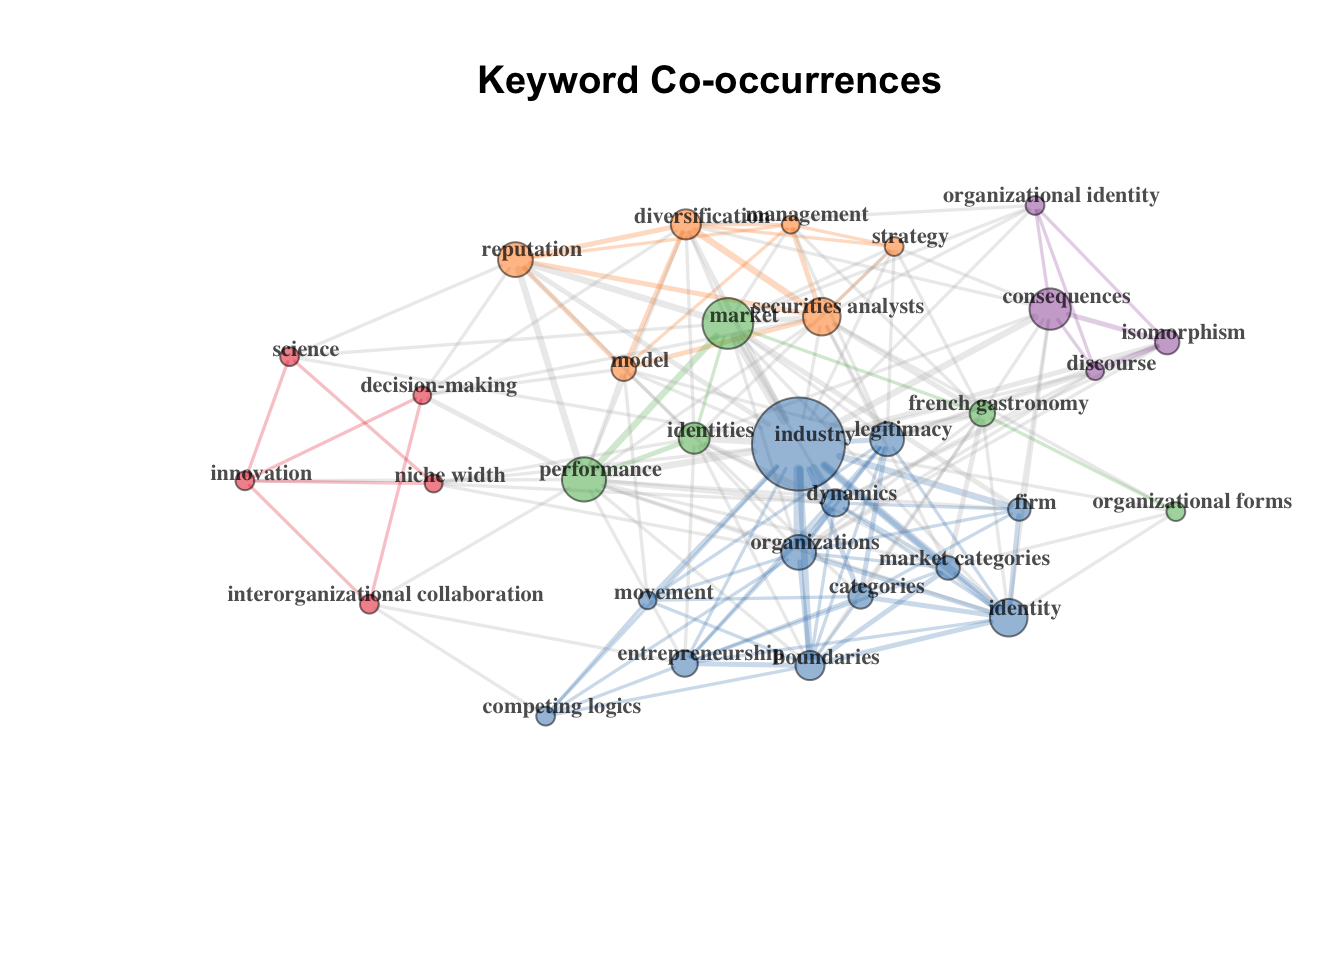 Keyword Co-occurrences
organizational identity
diversification
management
strategy
reputation
consequences
securities analysts
market
isomorphism
science
model
discourse
decision-making
french gastronomy
identities
industry
legitimacy
innovation
niche width
performance
dynamics
firm
organizational forms
organizations
market categories
categories
interorganizational collaboration
movement
identity
entrepreneurship
boundaries
competing logics